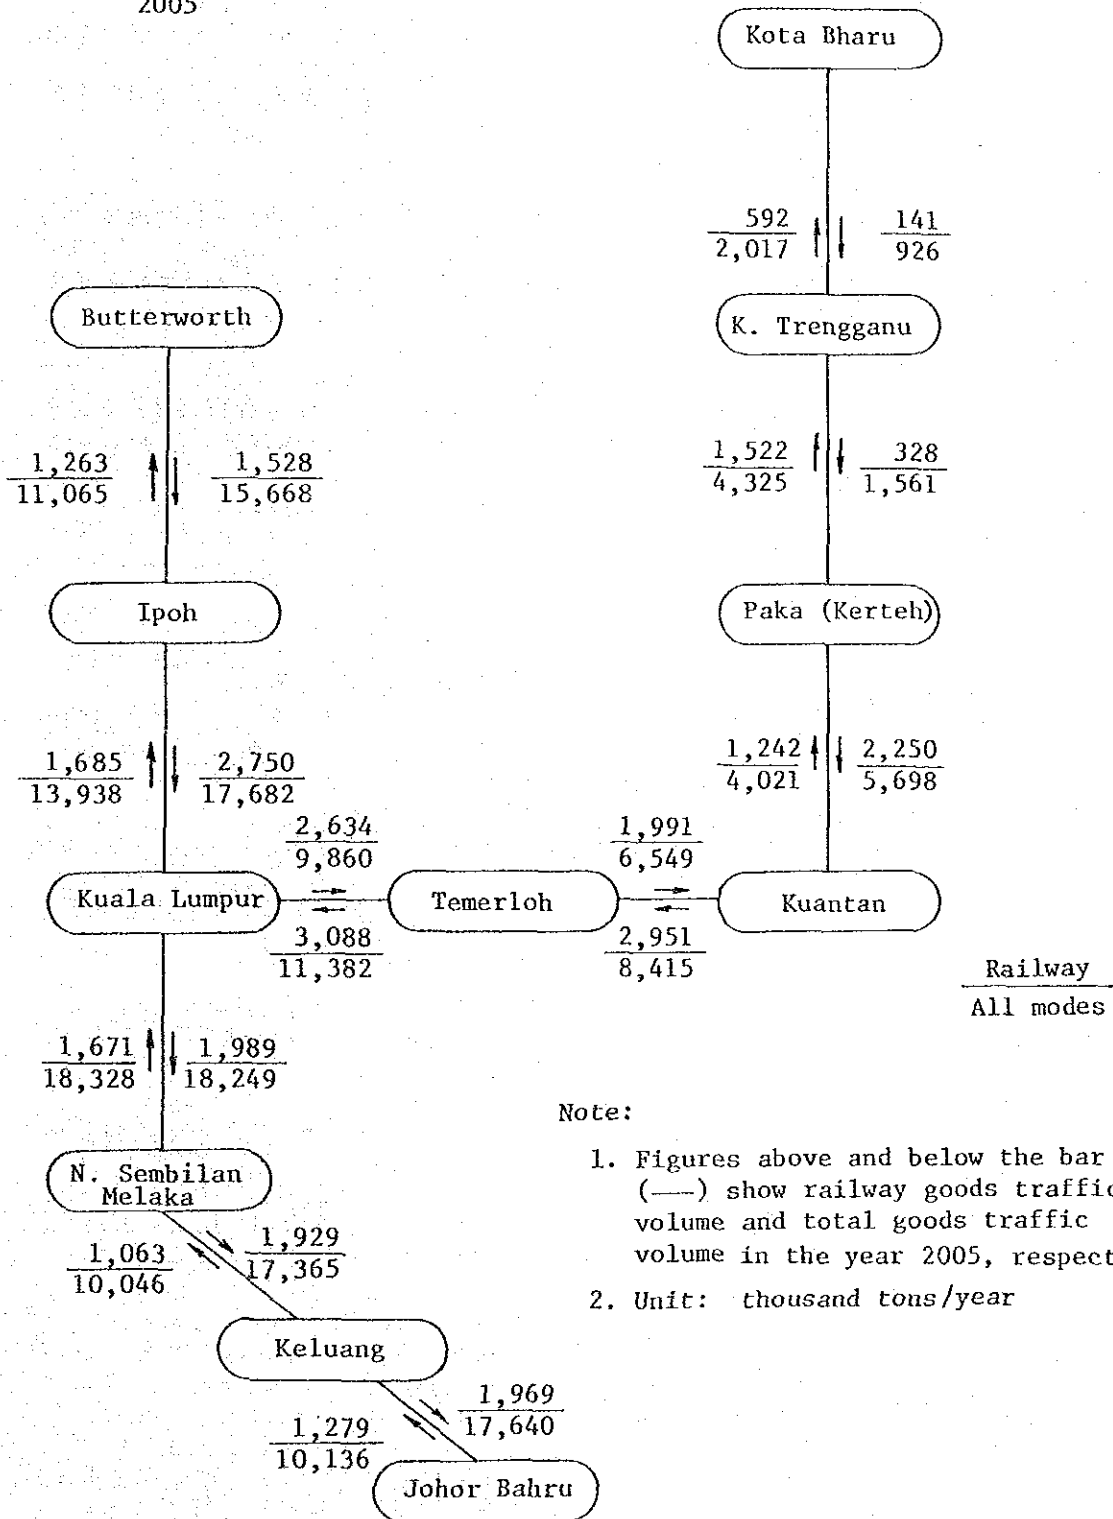 2005
Kota Bharu
592 141
2,017 926
Butterworth
K. Trengganu
1,263 1,528
11,065 15,668
1,522 328
4,325 1,561
Ipoh
Paka (Kerteh)
1,685 2,750
13,938 17,682
1,242 2,250
4,021 5,698
2,634 1,991
9,860 6,549
Kuala Lumpur Temerloh Kuantan
3,088 2,951
11,382 8,415
Railway
All modes
1,671 1,989
18,328 18,249
Note:
1. Figures above and below the bar
(—) show railway goods traffic
volume and total goods traffic
volume in the year 2005, respect
2. Unit: thousand tons/year
N. Sembilan
Melaka
1,063 1,929
10,046 17,365
Keluang
1,279 1,969
10,136 17,640
Johor Bahru